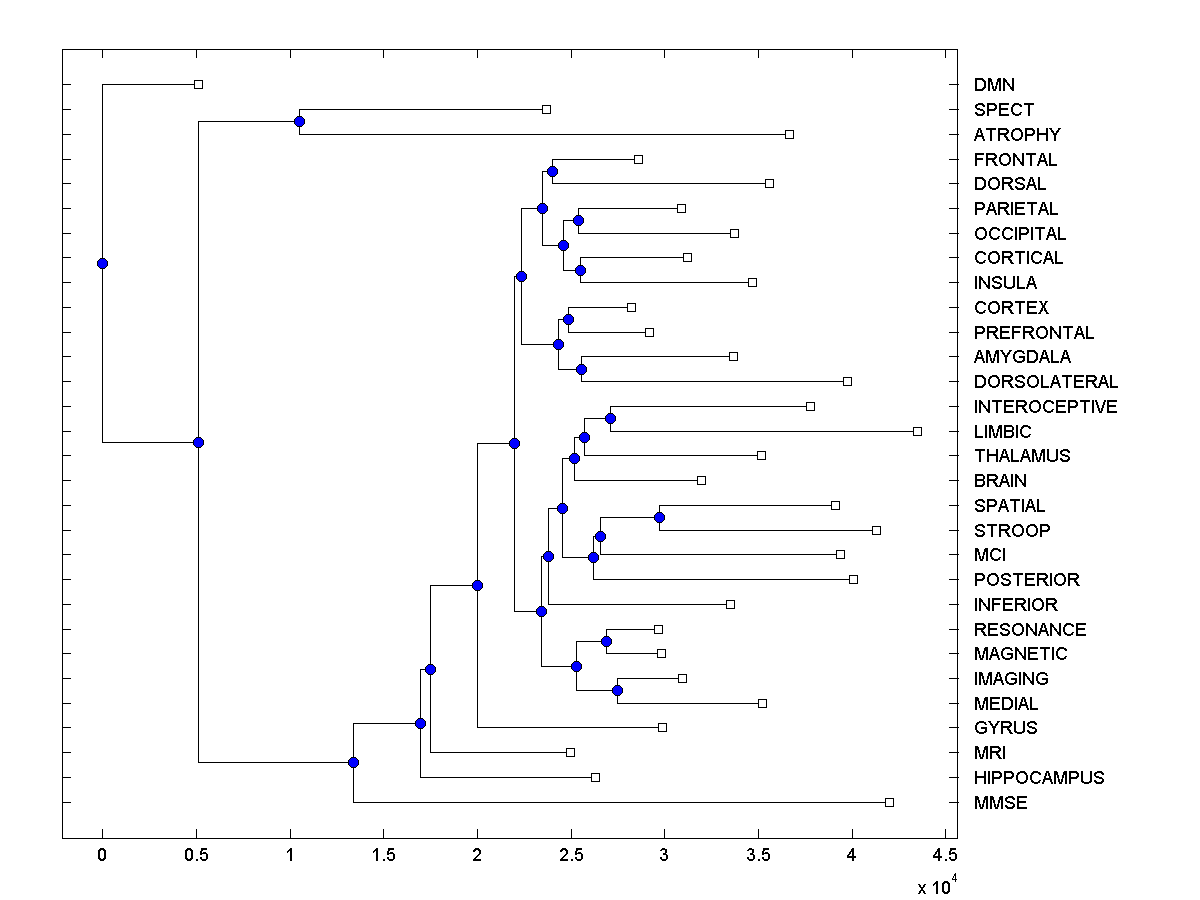 DMN
SPECT
ATROPHY
FRONTAL
DORSAL
PARIETAL
OCCIPITAL
CORTICAL
INSULA
CORTEX
PREFRONTAL
AMYGDALA
DORSOLATERAL
INTEROCEPTIVE
LIMBIC
THALAMUS
BRAIN
SPATIAL
STROOP
MCI
POSTERIOR
INFERIOR
RESONANCE
MAGNETIC
IMAGING
MEDIAL
GYRUS
MRI
HIPPOCAMPUS
MMSE
0 0.5 1 1.5 2 2.5 3 3.5 4 4.5
x 10^4